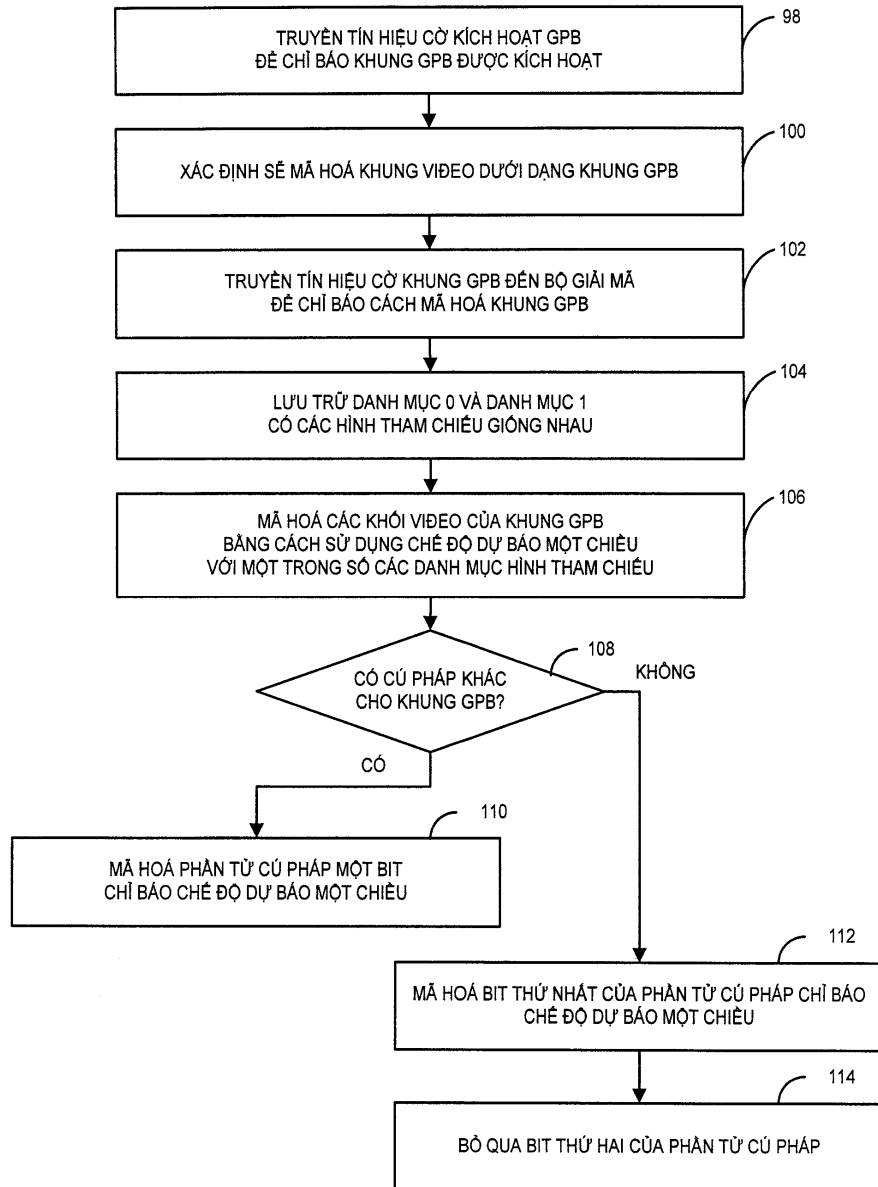 TRUYỀN TÍN HIỆU CỜ KÍCH HOẠT GPB
ĐỂ CHỈ BÁO KHUNG GPB ĐƯỢC KÍCH HOẠT
98
XÁC ĐỊNH SẼ MÃ HOÁ KHUNG VIĐEO DƯỚI DẠNG KHUNG GPB
100
TRUYỀN TÍN HIỆU CỜ KHUNG GPB ĐẾN BỘ GIẢI MÃ
ĐỂ CHỈ BÁO CÁCH MÃ HOÁ KHUNG GPB
102
LƯU TRỮ DANH MỤC 0 VÀ DANH MỤC 1
CÓ CÁC HÌNH THAM CHIẾU GIỐNG NHAU
104
MÃ HOÁ CÁC KHỐI VIĐEO CỦA KHUNG GPB
BẰNG CÁCH SỬ DỤNG CHẾ ĐỘ DỰ BÁO MỘT CHIỀU
VỚI MỘT TRONG SỐ CÁC DANH MỤC HÌNH THAM CHIẾU
106
CÓ CÚ PHÁP KHÁC
CHO KHUNG GPB?
108
KHÔNG
CÓ
110
MÃ HOÁ PHẦN TỬ CÚ PHÁP MỘT BIT
CHỈ BÁO CHẾ ĐỘ DỰ BÁO MỘT CHIỀU
112
MÃ HOÁ BIT THỨ NHẤT CỦA PHẦN TỬ CÚ PHÁP CHỈ BÁO
CHẾ ĐỘ DỰ BÁO MỘT CHIỀU
114
BỎ QUA BIT THỨ HAI CỦA PHẦN TỬ CÚ PHÁP